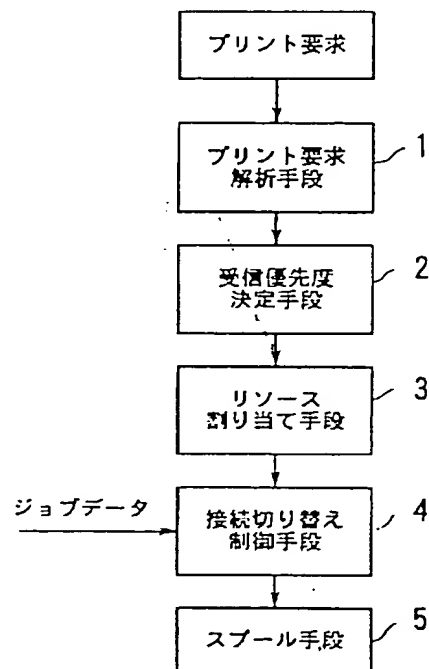 プリント要求
プリント要求
解析手段
1
受信優先度
決定手段
2
リソース
割り当て手段
3
ジョブデータ
接続切り替え
制御手段
4
スプール手段
5